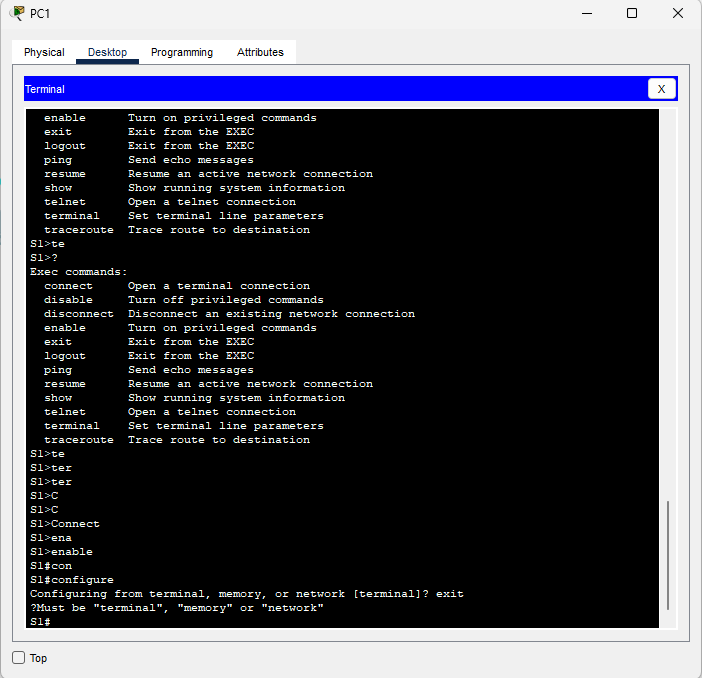 PC1
Physical Desktop Programming Attributes
Terminal X
enable Turn on privileged commands
exit Exit from the EXEC
logout Exit from the EXEC
ping Send echo messages
resume Resume an active network connection
show Show running system information
telnet Open a telnet connection
terminal Set terminal line parameters
traceroute Trace route to destination
S1>te
S1>?
Exec commands:
connect Open a terminal connection
disable Turn off privileged commands
disconnect Disconnect an existing network connection
enable Turn on privileged commands
exit Exit from the EXEC
logout Exit from the EXEC
ping Send echo messages
resume Resume an active network connection
show Show running system information
telnet Open a telnet connection
terminal Set terminal line parameters
traceroute Trace route to destination
S1>te
S1>ter
S1>ter
S1>C
S1>C
S1>Connect
S1>ena
S1>enable
S1#con
S1#configure
Configuring from terminal, memory, or network [terminal]? exit
?Must be "terminal", "memory" or "network"
S1#
Top